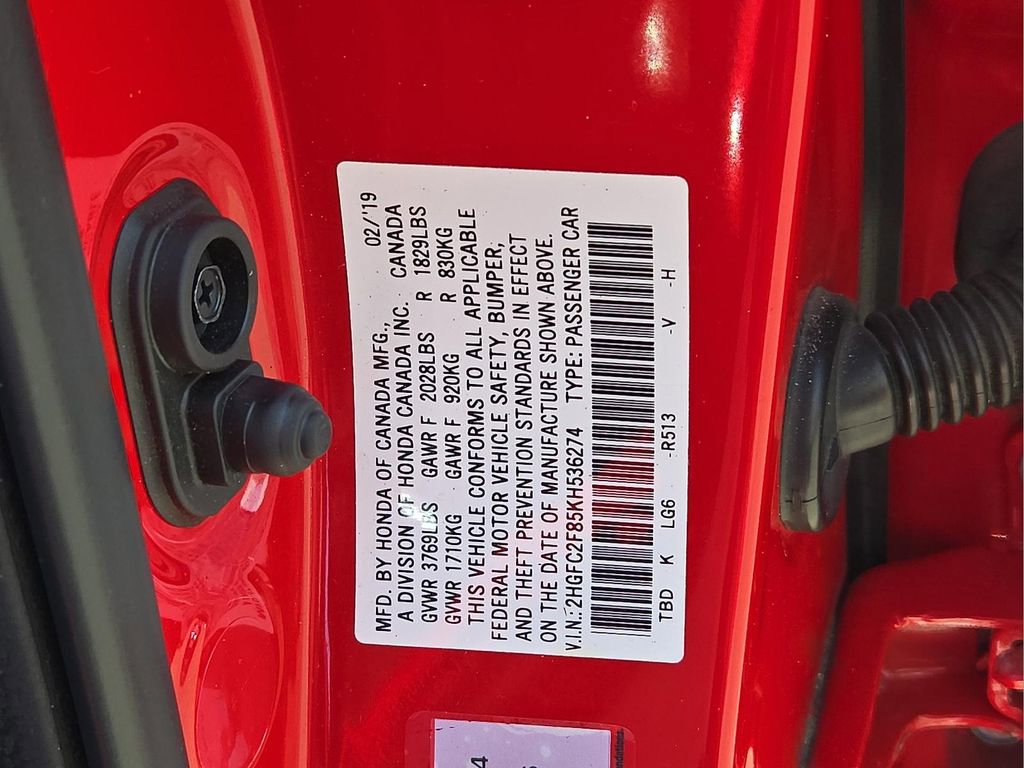 MFD. BY HONDA OF CANADA MFG., 02/'19
A DIVISION OF HONDA CANADA INC. CANADA
GVWR 3769LBS GAWR F 2028LBS R 1829LBS
GVWR 1710KG GAWR F 920KG R 830KG
THIS VEHICLE CONFORMS TO ALL APPLICABLE
FEDERAL MOTOR VEHICLE SAFETY, BUMPER,
AND THEFT PREVENTION STANDARDS IN EFFECT
ON THE DATE OF MANUFACTURE SHOWN ABOVE.
V.I.N.: 2HGFC2F85KH536274 TYPE: PASSENGER CAR
TBD K LG6 -R513 -V -H